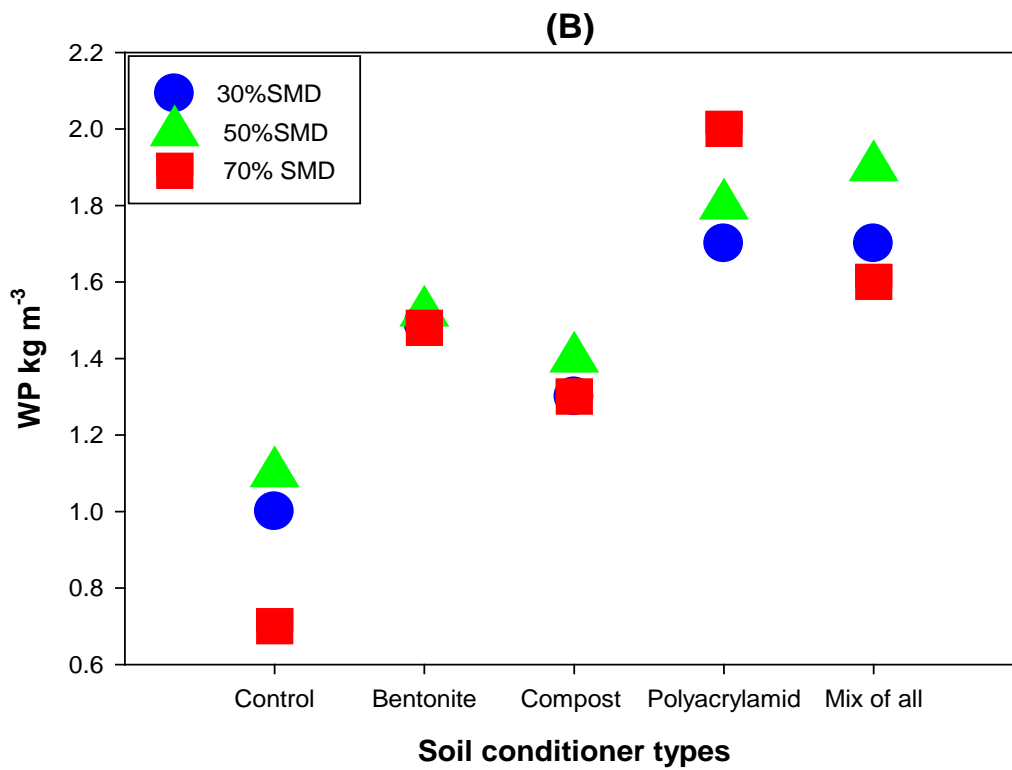 (B)
30%SMD
50%SMD
70% SMD
2.2
2.0
1.8
1.6
1.4
1.2
1.0
0.8
0.6
WP kg m⁻³
Control Bentonite Compost Polyacrylamid Mix of all
Soil conditioner types